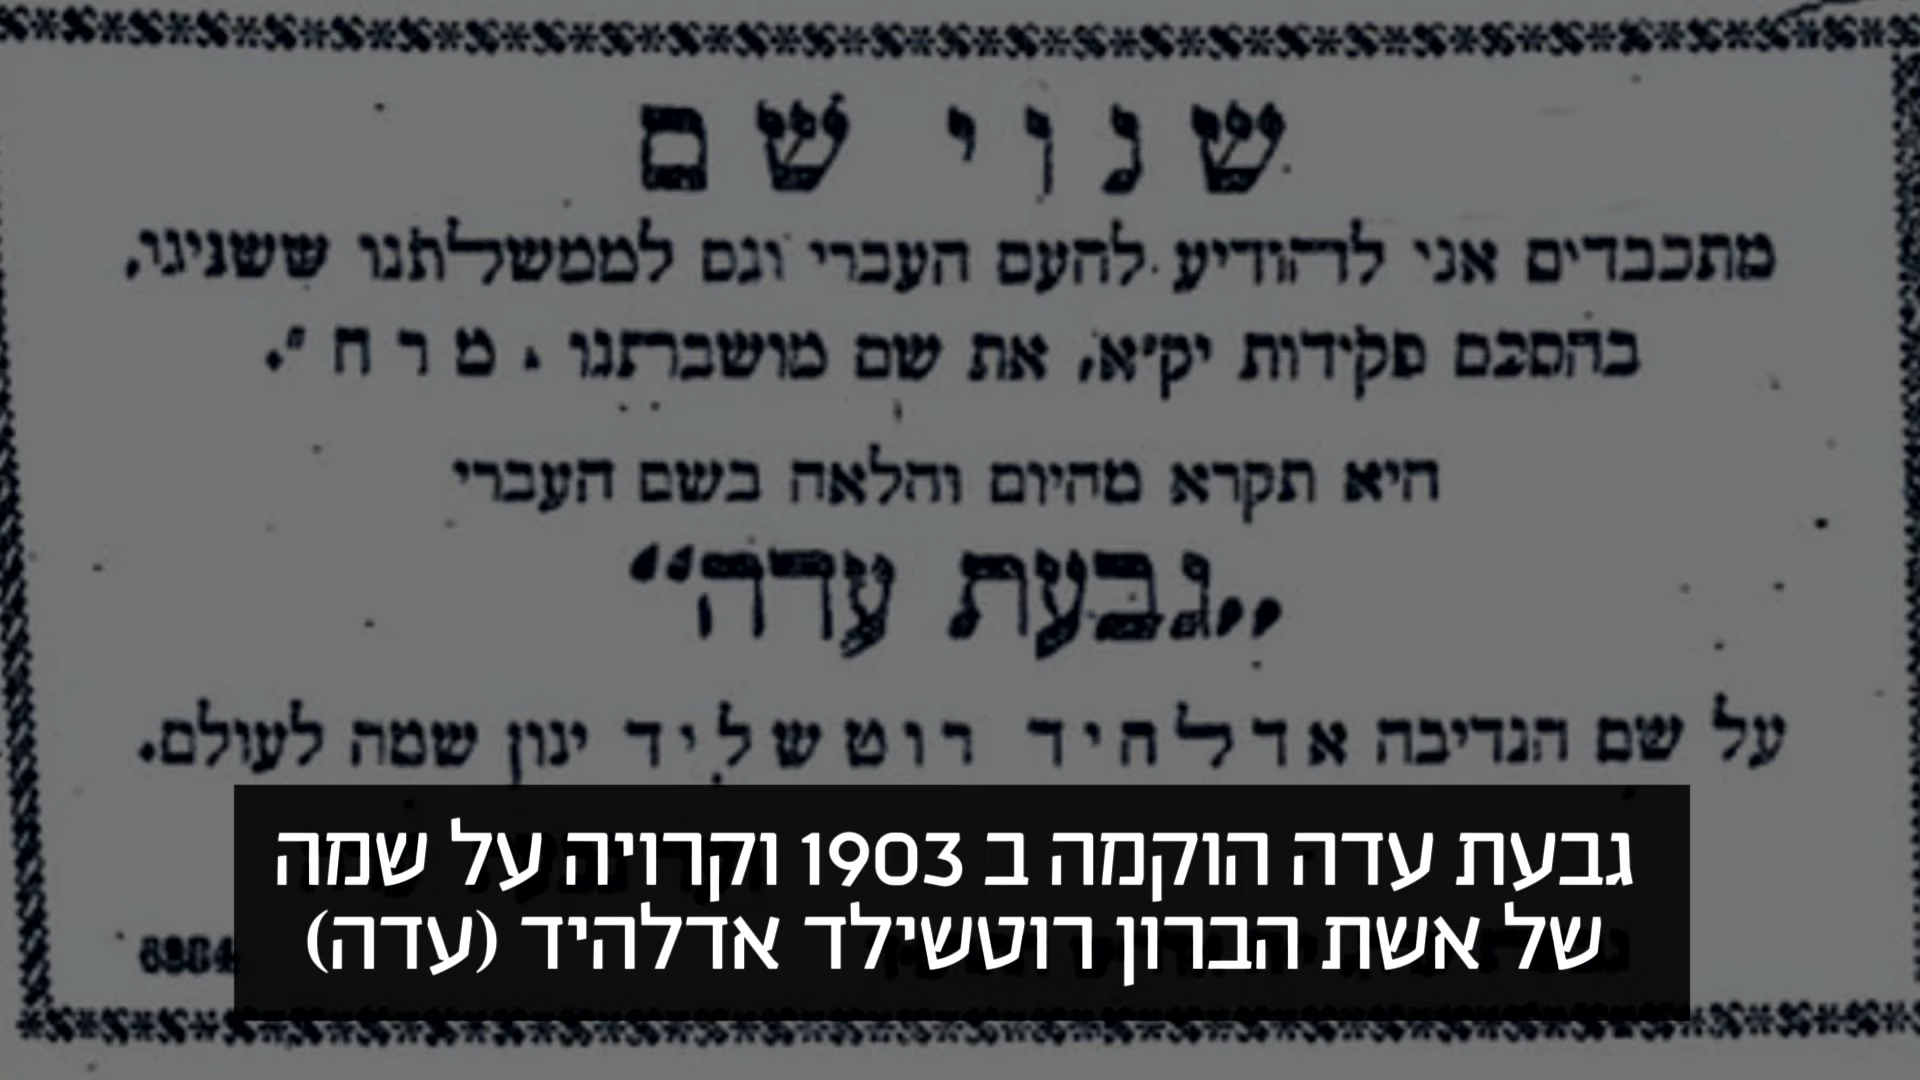 שנוי שם
מתכבדים אני להודיע להעם העברי וגם לממשלתנו ששנינו,
בהסכם פקידות יק"א, את שם מושבתנו „מרח".
היא תקרא מהיום והלאה בשם העברי
„גבעת עדה“
על שם הנדיבה אדלהיד רוטשליד ינון שמה לעולם.
גבעת עדה הוקמה ב 1903 וקרויה על שמה
של אשת הברון רוטשילד אדלהיד (עדה)